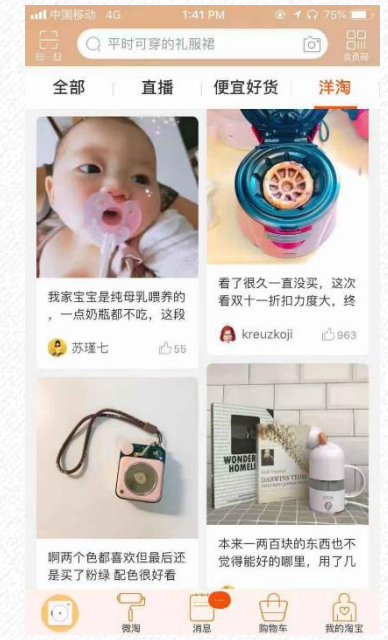 中国移动 4G 1:41 PM 75%
扫一扫
平时可穿的礼服裙
会员码
全部 直播 便宜好货 洋淘
我家宝宝是纯母乳喂养的
，一点奶瓶都不吃，这段
苏瑾七 55
看了很久一直没买，这次
看双十一折扣力度大，终
kreuzkoji 963
啊两个色都喜欢但最后还
是买了粉绿 配色很好看
WONDER
HOMELI
DARWINS
本来一两百块的东西也不
觉得能好的哪里，用了几
微淘 消息 购物车 我的淘宝